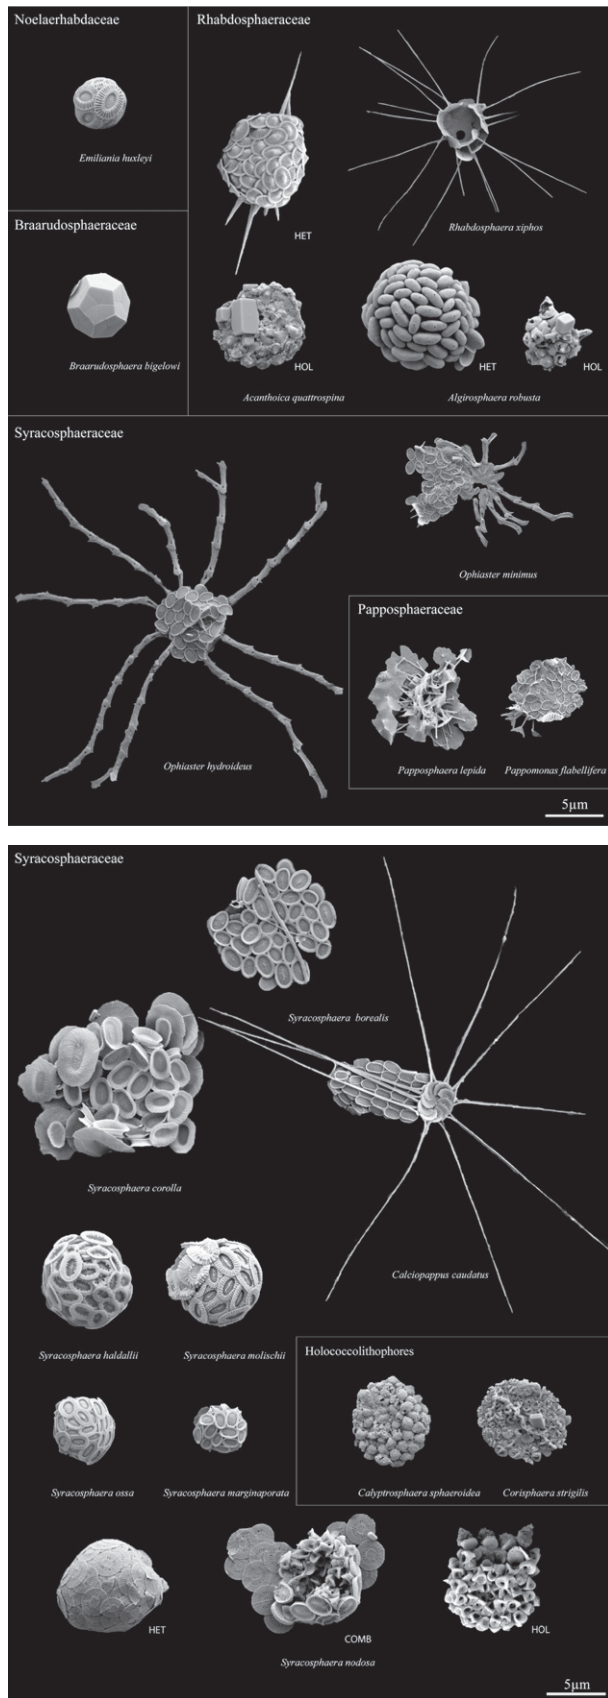 Noelaerhabdaceae
Emiliania huxleyi
Rhabdosphaeraceae
HET
Rhabdosphaera xiphos
Braarudosphaeraceae
Braarudsphaera bigelowi
HOL
HET
HOL
Acanthoica quattrospina
Algirosphaera robusta
Syracosphaeraceae
Ophiaster minimus
Ophiaster hydroideus
Papposphaeraceae
Papposphaera lepida
Pappomonas flabellifera
5µm
Syracosphaeraceae
Syracosphaera borealis
Syracosphaera corolla
Calciopappus caudatus
Syracosphaera haldallii
Syracosphaera molischii
Holococcolithophores
Syracosphaera ossa
Syracosphaera marginaporata
Calyptrosphaera sphaeroidea
Corisphaera strigilis
HET
COMB
HOL
Syracosphaera nodosa
5µm